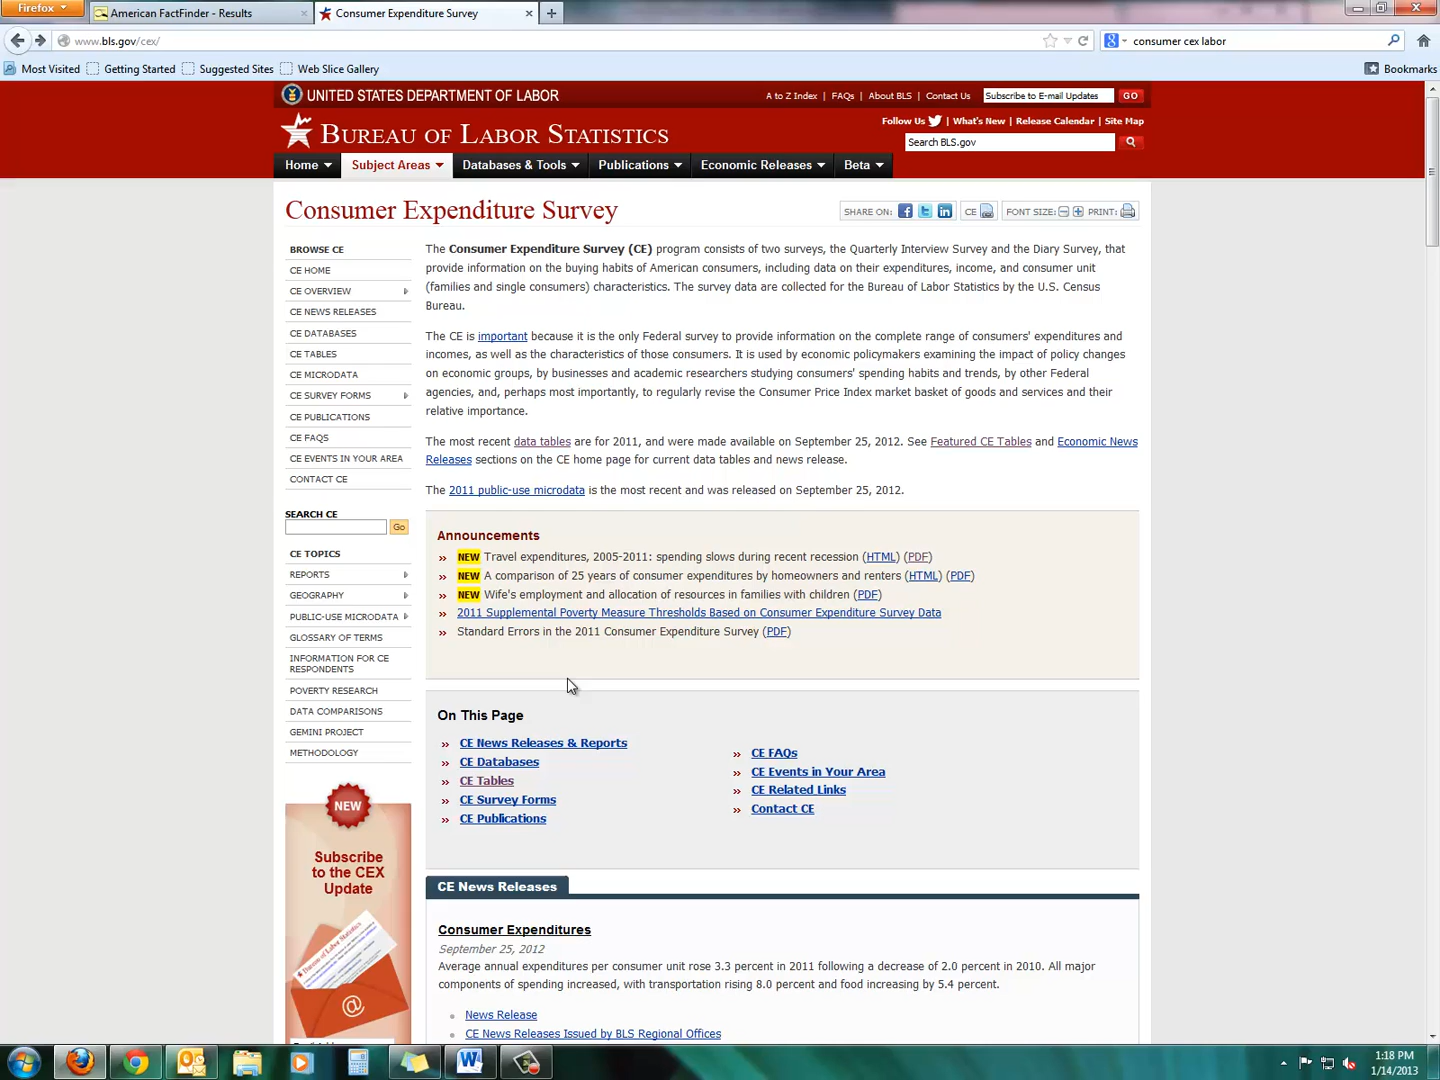 Firefox
American FactFinder - Results
Consumer Expenditure Survey
www.bls.gov/cex/
consumer cex labor
Most Visited
Getting Started
Suggested Sites
Web Slice Gallery
Bookmarks
UNITED STATES DEPARTMENT OF LABOR
A to Z Index | FAQs | About BLS | Contact Us
Subscribe to E-mail Updates
GO
BUREAU OF LABOR STATISTICS
Follow Us | What's New | Release Calendar | Site Map
Search BLS.gov
Home
Subject Areas
Databases & Tools
Publications
Economic Releases
Beta
Consumer Expenditure Survey
SHARE ON:
CE
FONT SIZE:
PRINT:
BROWSE CE
CE HOME
CE OVERVIEW
CE NEWS RELEASES
CE DATABASES
CE TABLES
CE MICRODATA
CE SURVEY FORMS
CE PUBLICATIONS
CE FAQS
CE EVENTS IN YOUR AREA
CONTACT CE
SEARCH CE
Go
CE TOPICS
REPORTS
GEOGRAPHY
PUBLIC-USE MICRODATA
GLOSSARY OF TERMS
INFORMATION FOR CE
RESPONDENTS
POVERTY RESEARCH
DATA COMPARISONS
GEMINI PROJECT
METHODOLOGY
NEW
Subscribe
to the CEX
Update
Bureau of Labor Statistics
The Consumer Expenditure Survey (CE) program consists of two surveys, the Quarterly Interview Survey and the Diary Survey, that
provide information on the buying habits of American consumers, including data on their expenditures, income, and consumer unit
(families and single consumers) characteristics. The survey data are collected for the Bureau of Labor Statistics by the U.S. Census
Bureau.
The CE is important because it is the only Federal survey to provide information on the complete range of consumers' expenditures and
incomes, as well as the characteristics of those consumers. It is used by economic policymakers examining the impact of policy changes
on economic groups, by businesses and academic researchers studying consumers' spending habits and trends, by other Federal
agencies, and, perhaps most importantly, to regularly revise the Consumer Price Index market basket of goods and services and their
relative importance.
The most recent data tables are for 2011, and were made available on September 25, 2012. See Featured CE Tables and Economic News
Releases sections on the CE home page for current data tables and news release.
The 2011 public-use microdata is the most recent and was released on September 25, 2012.
Announcements
NEW Travel expenditures, 2005-2011: spending slows during recent recession (HTML) (PDF)
NEW A comparison of 25 years of consumer expenditures by homeowners and renters (HTML) (PDF)
NEW Wife's employment and allocation of resources in families with children (PDF)
2011 Supplemental Poverty Measure Thresholds Based on Consumer Expenditure Survey Data
Standard Errors in the 2011 Consumer Expenditure Survey (PDF)
On This Page
CE News Releases & Reports
CE Databases
CE Tables
CE Survey Forms
CE Publications
CE FAQs
CE Events in Your Area
CE Related Links
Contact CE
CE News Releases
Consumer Expenditures
September 25, 2012
Average annual expenditures per consumer unit rose 3.3 percent in 2011 following a decrease of 2.0 percent in 2010. All major
components of spending increased, with transportation rising 8.0 percent and food increasing by 5.4 percent.
News Release
CE News Releases Issued by BLS Regional Offices
1:18 PM
1/14/2013